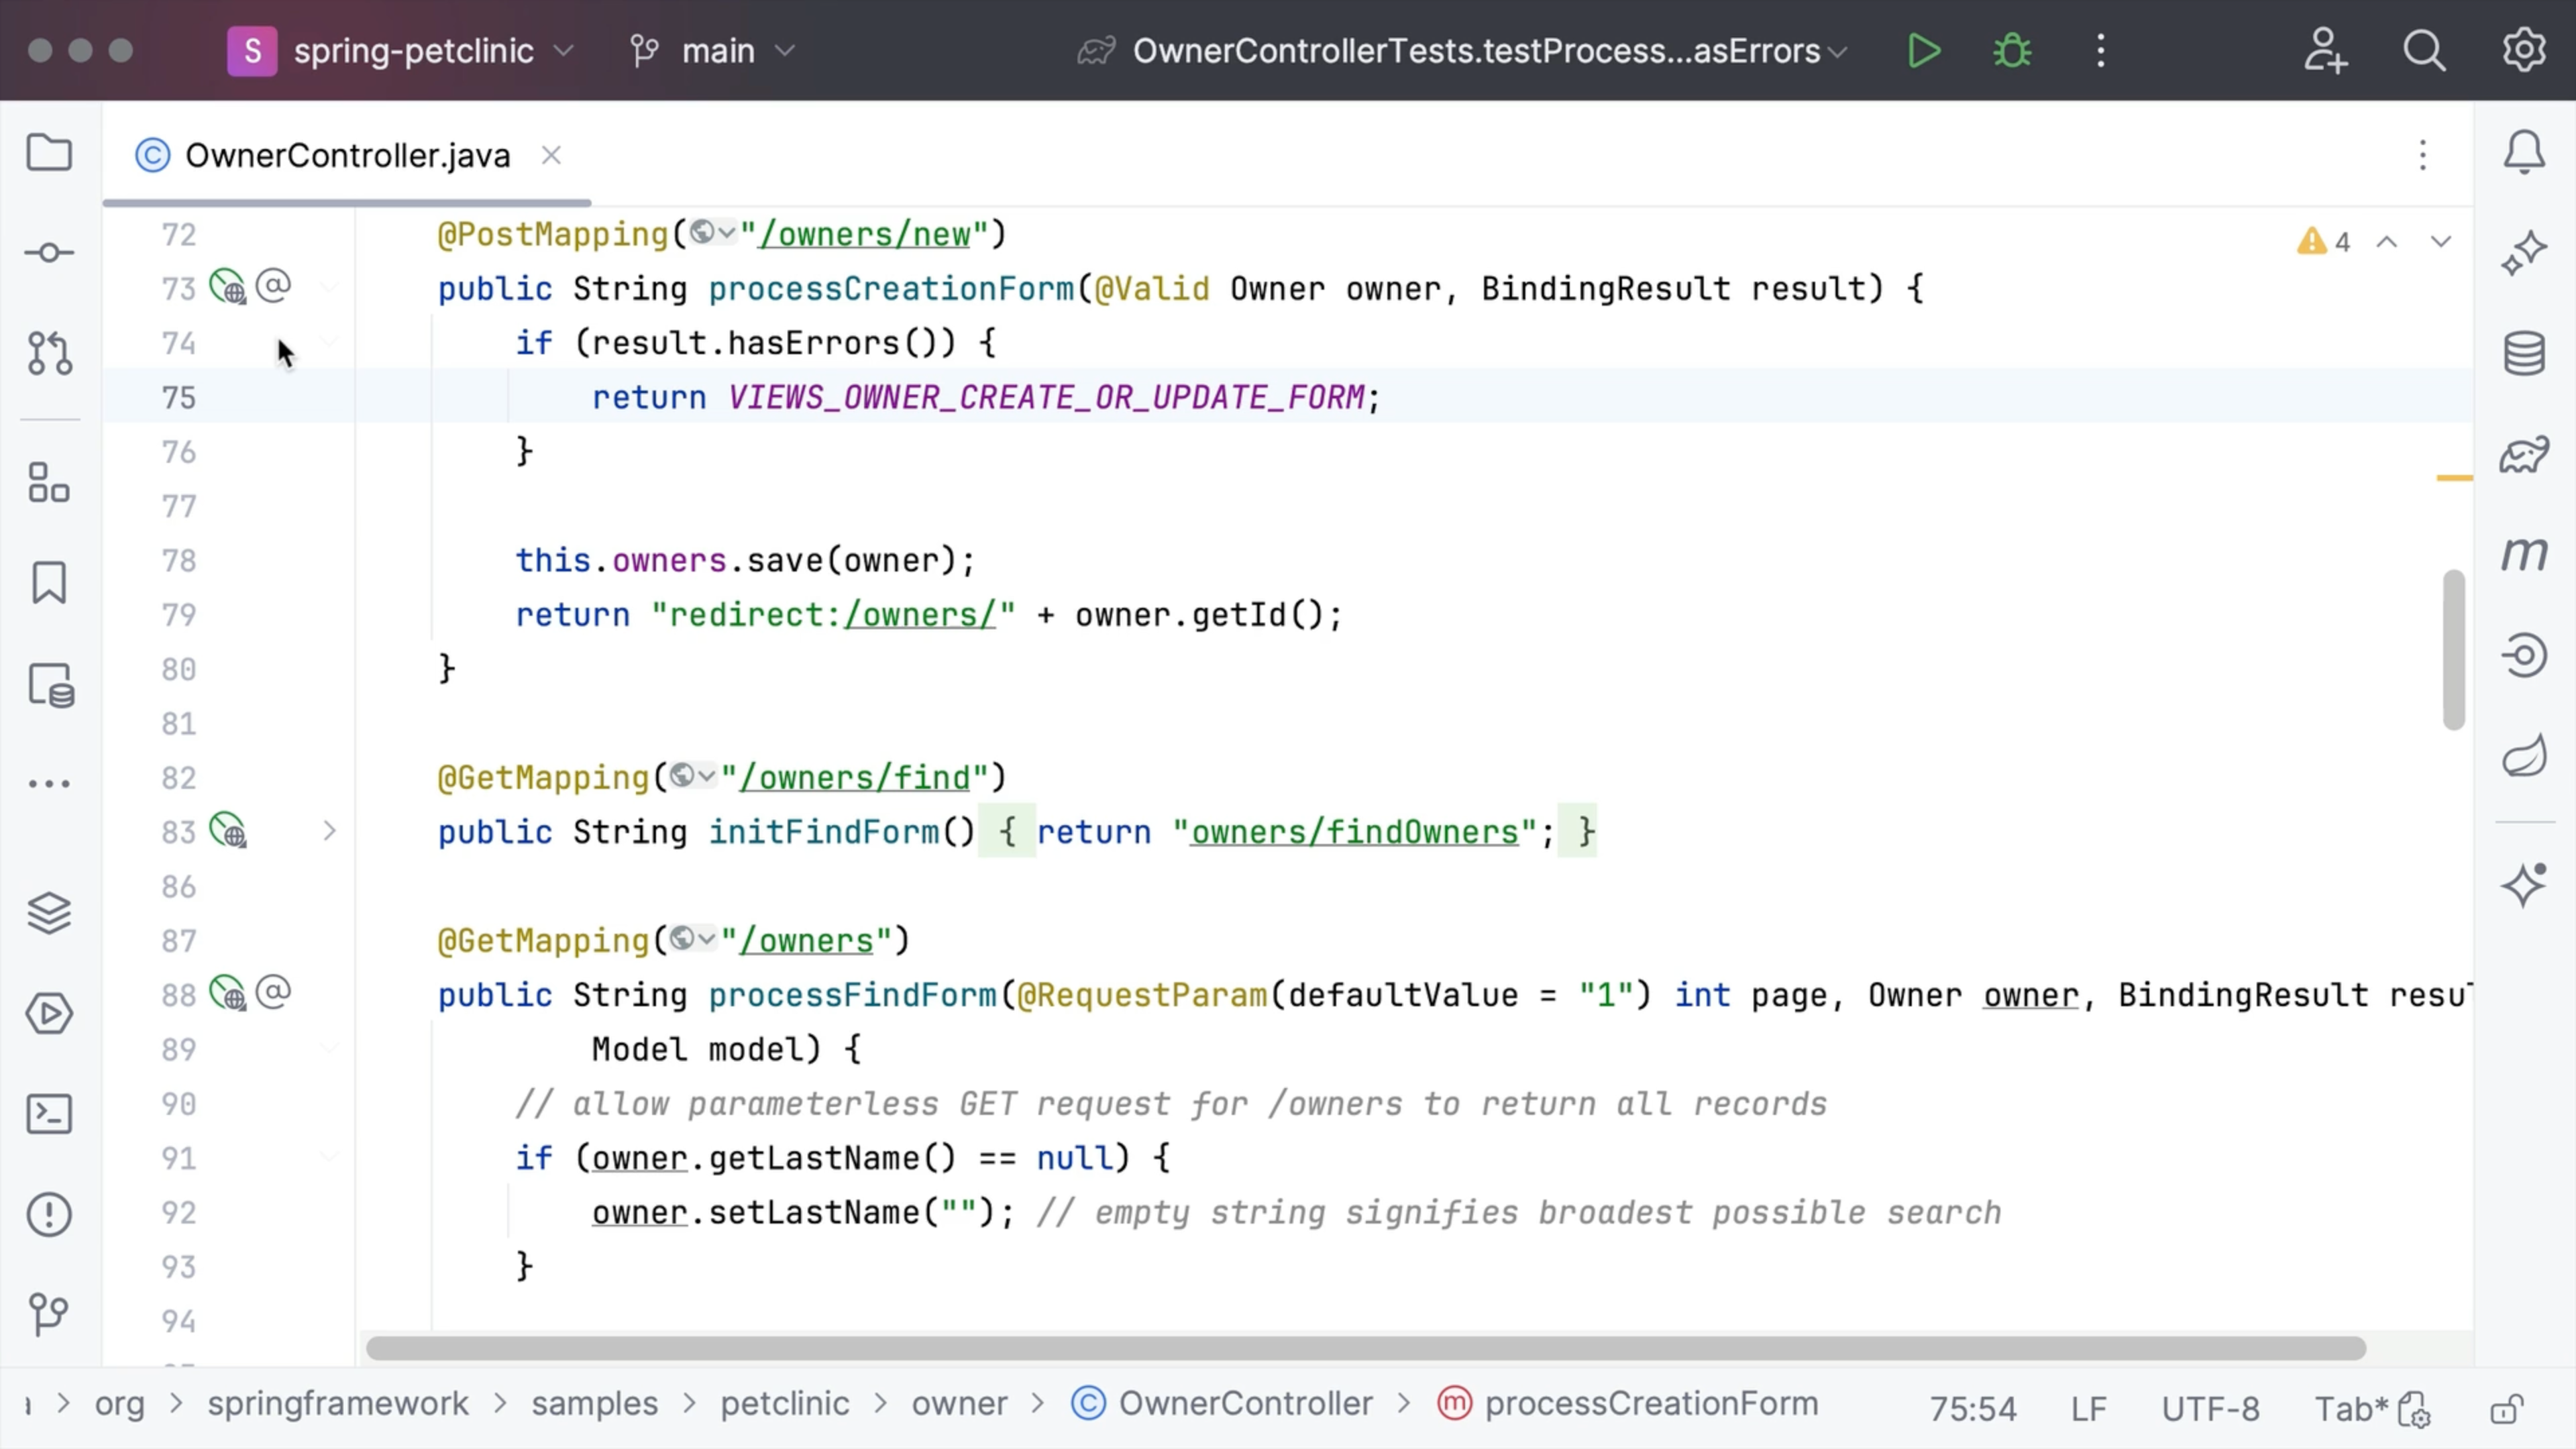 S spring-petclinic main OwnerControllerTests.testProcess...asErrors
OwnerController.java
4
72 @PostMapping("/owners/new")
73 public String processCreationForm(@Valid Owner owner, BindingResult result) {
74 if (result.hasErrors()) {
75 return VIEWS_OWNER_CREATE_OR_UPDATE_FORM;
76 }
77
78 this.owners.save(owner);
79 return "redirect:/owners/" + owner.getId();
80 }
81
82 @GetMapping("/owners/find")
83 public String initFindForm() { return "owners/findOwners"; }
86
87 @GetMapping("/owners")
88 public String processFindForm(@RequestParam(defaultValue = "1") int page, Owner owner, BindingResult
89 Model model) {
90 // allow parameterless GET request for /owners to return all records
91 if (owner.getLastName() == null) {
92 owner.setLastName(""); // empty string signifies broadest possible search
93 }
94
org > springframework > samples > petclinic > owner > OwnerController > processCreationForm 75:54 LF UTF-8 Tab*